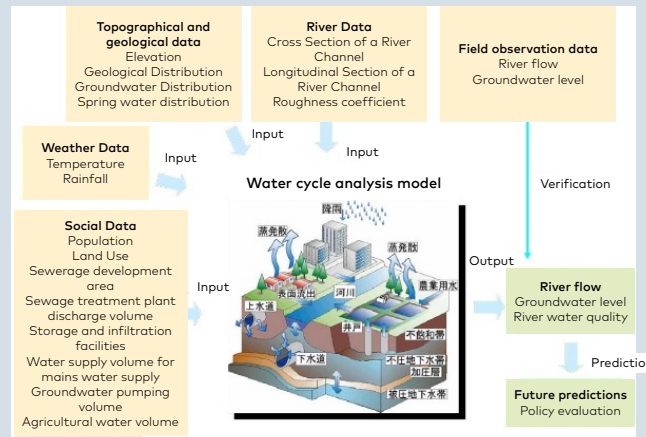 Topographical and
geological data
Elevation
Geological Distribution
Groundwater Distribution
Spring water distribution
River Data
Cross Section of a River
Channel
Longitudinal Section of a
River Channel
Roughness coefficient
Field observation data
River flow
Groundwater level
Weather Data
Temperature
Rainfall
Input
Input
Input
Verification
Water cycle analysis model
Social Data
Population
Land Use
Sewerage development
area
Sewage treatment plant
discharge volume
Storage and infiltration
facilities
Water supply volume for
mains water supply
Groundwater pumping
volume
Agricultural water volume
Input
降雨
蒸発散
蒸発散
表面流出
河川
農業用水
上水道
井戸
不飽和帯
下水道
不圧地下水帯
加圧層
被圧地下水帯
Output
River flow
Groundwater level
River water quality
Predictio
Future predictions
Policy evaluation